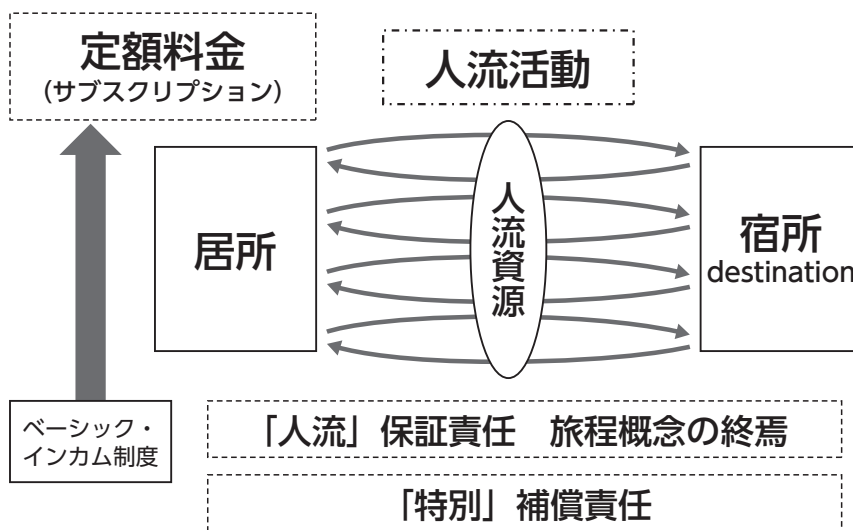 定額料金
(サブスクリプション)
人流活動
居所
人流資源
宿所
destination
ベーシック・
インカム制度
「人流」保証責任　旅程概念の終焉
「特別」補償責任